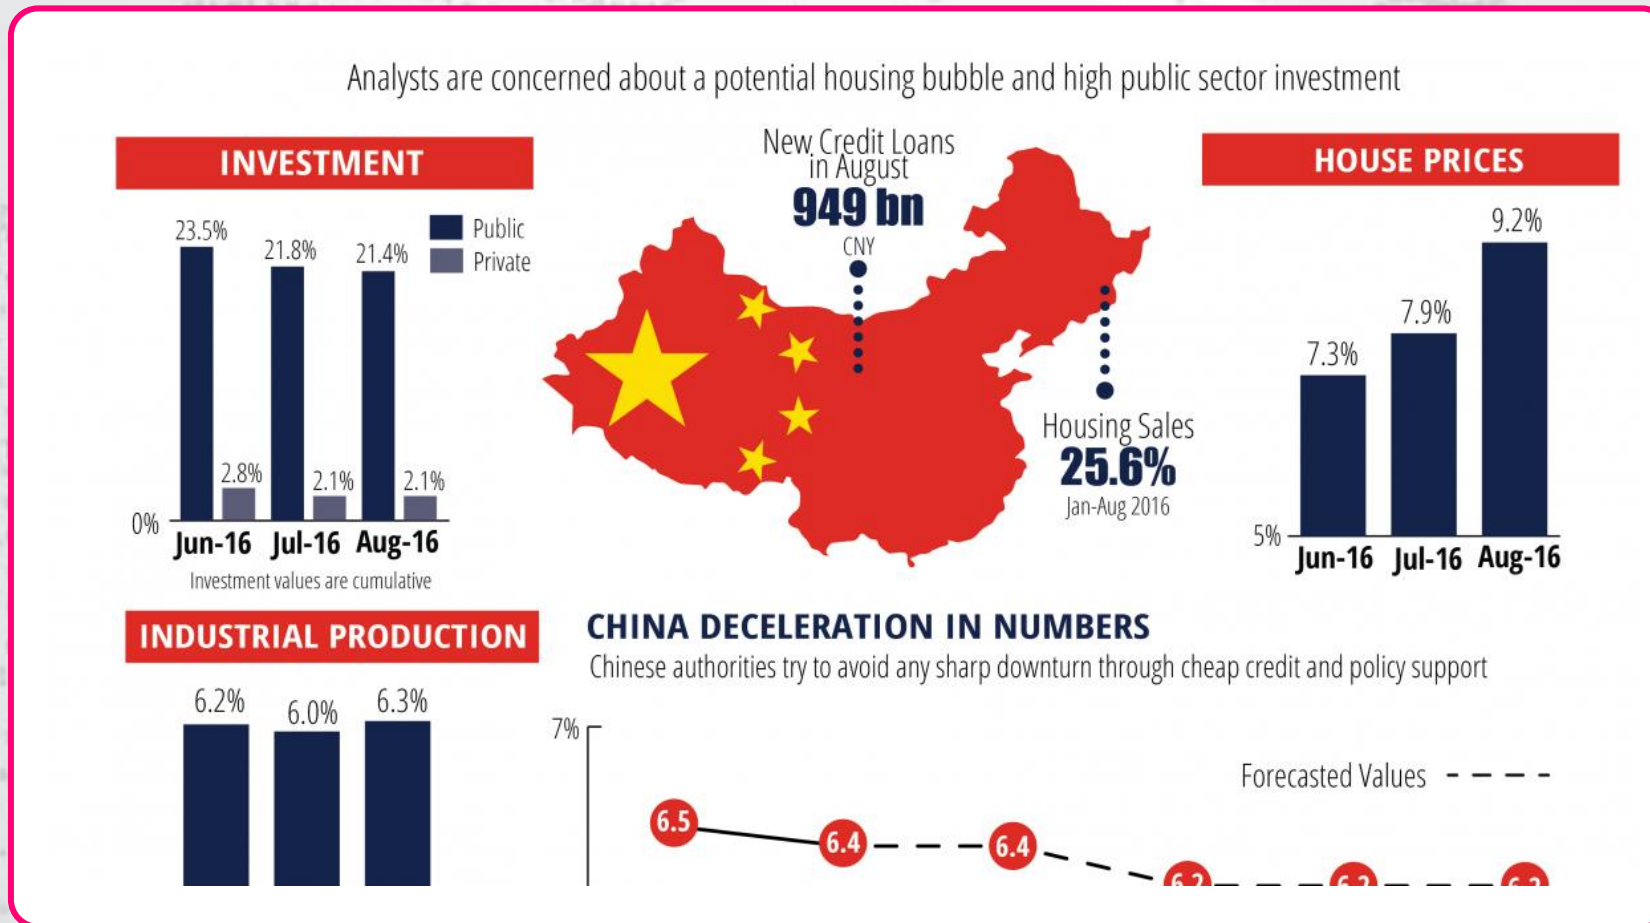 Analysts are concerned about a potential housing bubble and high public sector investment
INVESTMENT
23.5%
21.8%
21.4%
Public
Private
2.8%
2.1%
2.1%
0%
Jun-16 Jul-16 Aug-16
Investment values are cumulative
New Credit Loans
in August
949 bn
CNY
Housing Sales
25.6%
Jan-Aug 2016
HOUSE PRICES
7.3%
7.9%
9.2%
5%
Jun-16 Jul-16 Aug-16
INDUSTRIAL PRODUCTION
6.2%
6.0%
6.3%
CHINA DECELERATION IN NUMBERS
Chinese authorities try to avoid any sharp downturn through cheap credit and policy support
7%
Forecasted Values
6.5
6.4
6.4